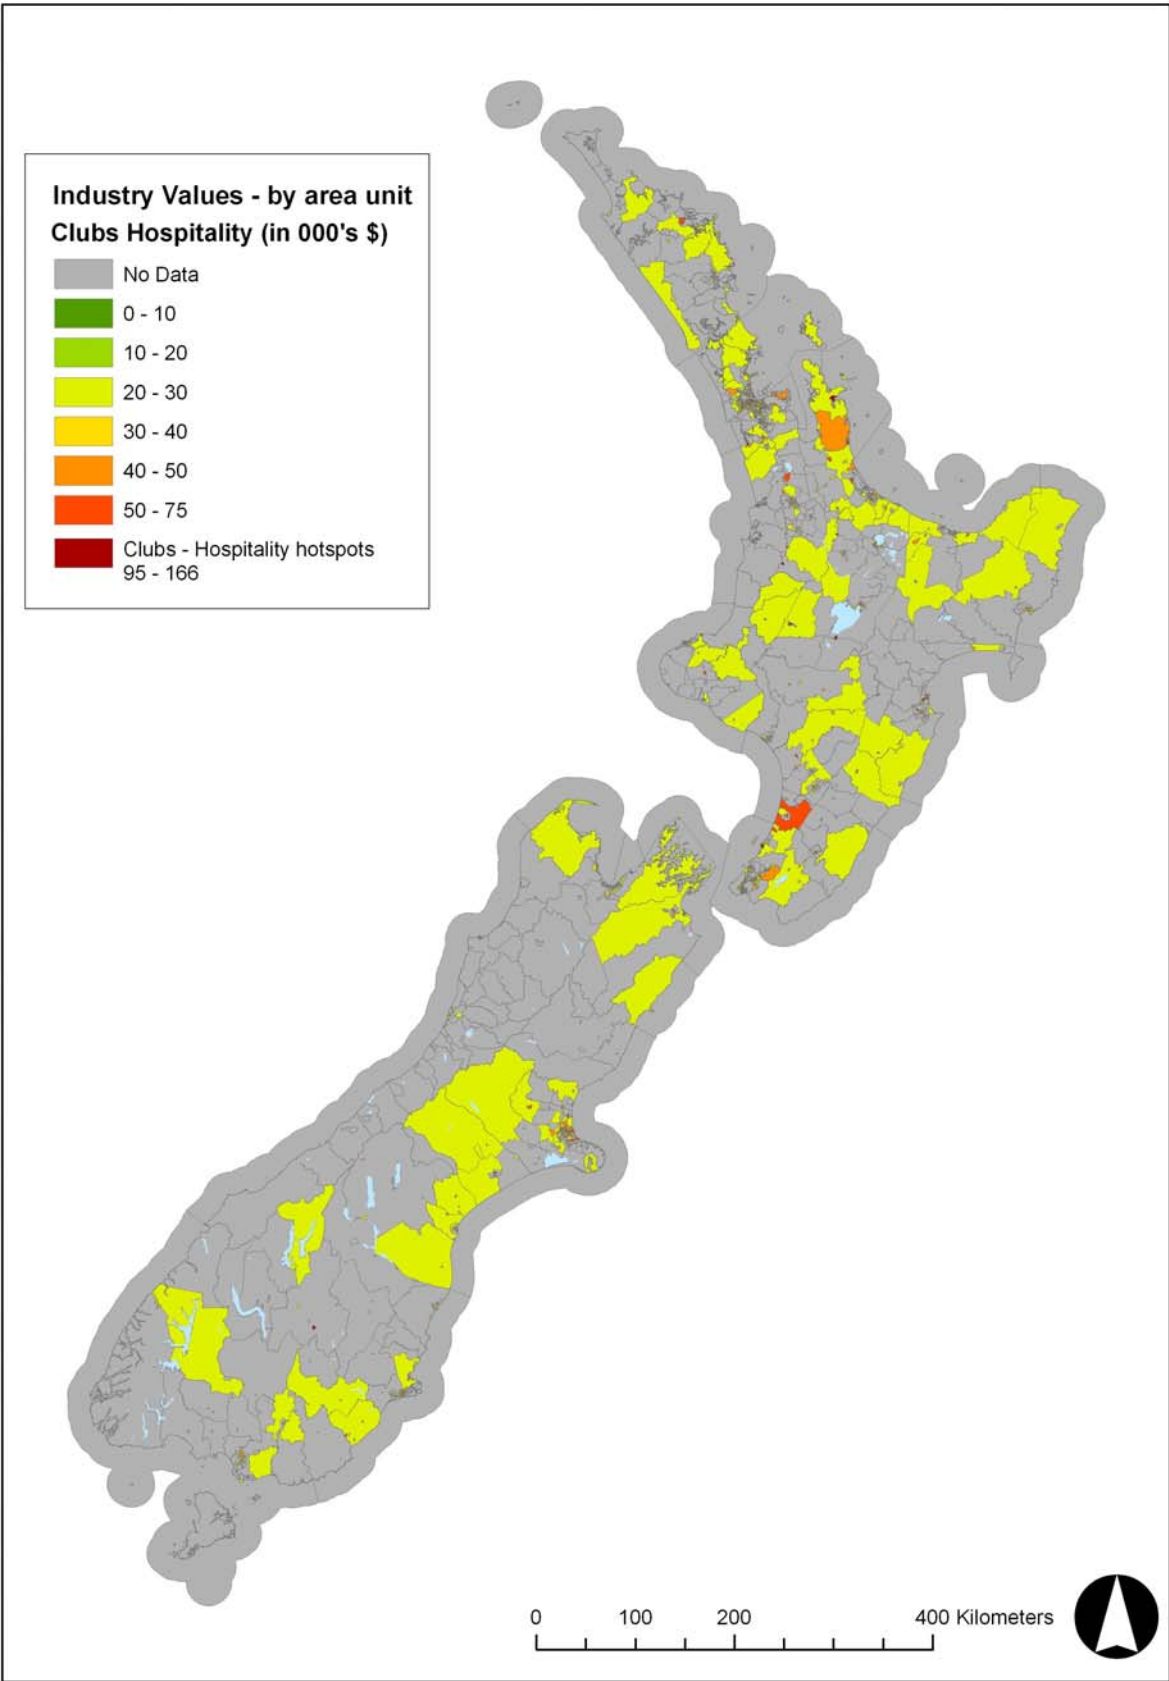 Industry Values - by area unit
Clubs Hospitality (in 000's $)
No Data
0 - 10
10 - 20
20 - 30
30 - 40
40 - 50
50 - 75
Clubs - Hospitality hotspots
95 - 166
0 100 200 400 Kilometers